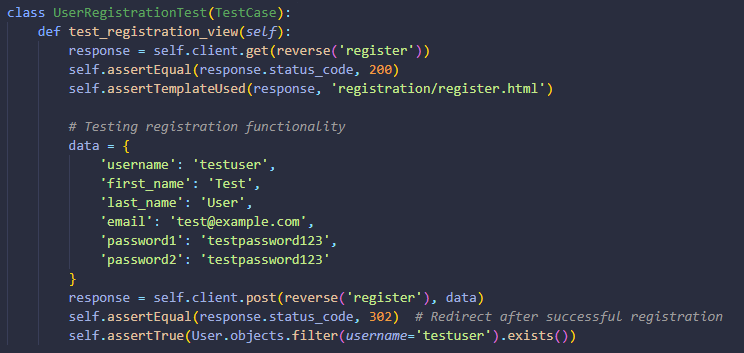 class UserRegistrationTest(TestCase):
    def test_registration_view(self):
        response = self.client.get(reverse('register'))
        self.assertEqual(response.status_code, 200)
        self.assertTemplateUsed(response, 'registration/register.html')

        # Testing registration functionality
        data = {
            'username': 'testuser',
            'first_name': 'Test',
            'last_name': 'User',
            'email': 'test@example.com',
            'password1': 'testpassword123',
            'password2': 'testpassword123'
        }
        response = self.client.post(reverse('register'), data)
        self.assertEqual(response.status_code, 302)  # Redirect after successful registration
        self.assertTrue(User.objects.filter(username='testuser').exists())